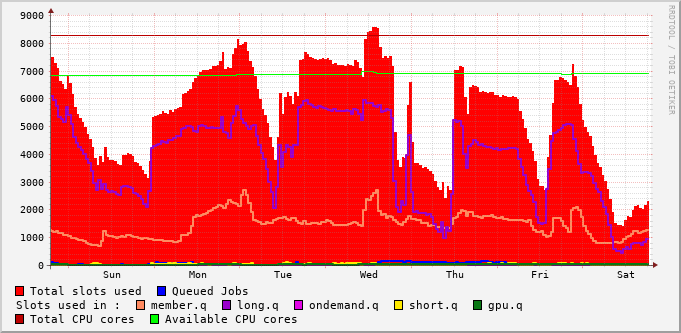 9000
8000
7000
6000
5000
4000
3000
2000
1000
0
Sun Mon Tue Wed Thu Fri Sat
RRDTOOL / TOBI OETIKER
Total slots used Queued Jobs
Slots used in : member.q long.q ondemand.q short.q gpu.q
Total CPU cores Available CPU cores